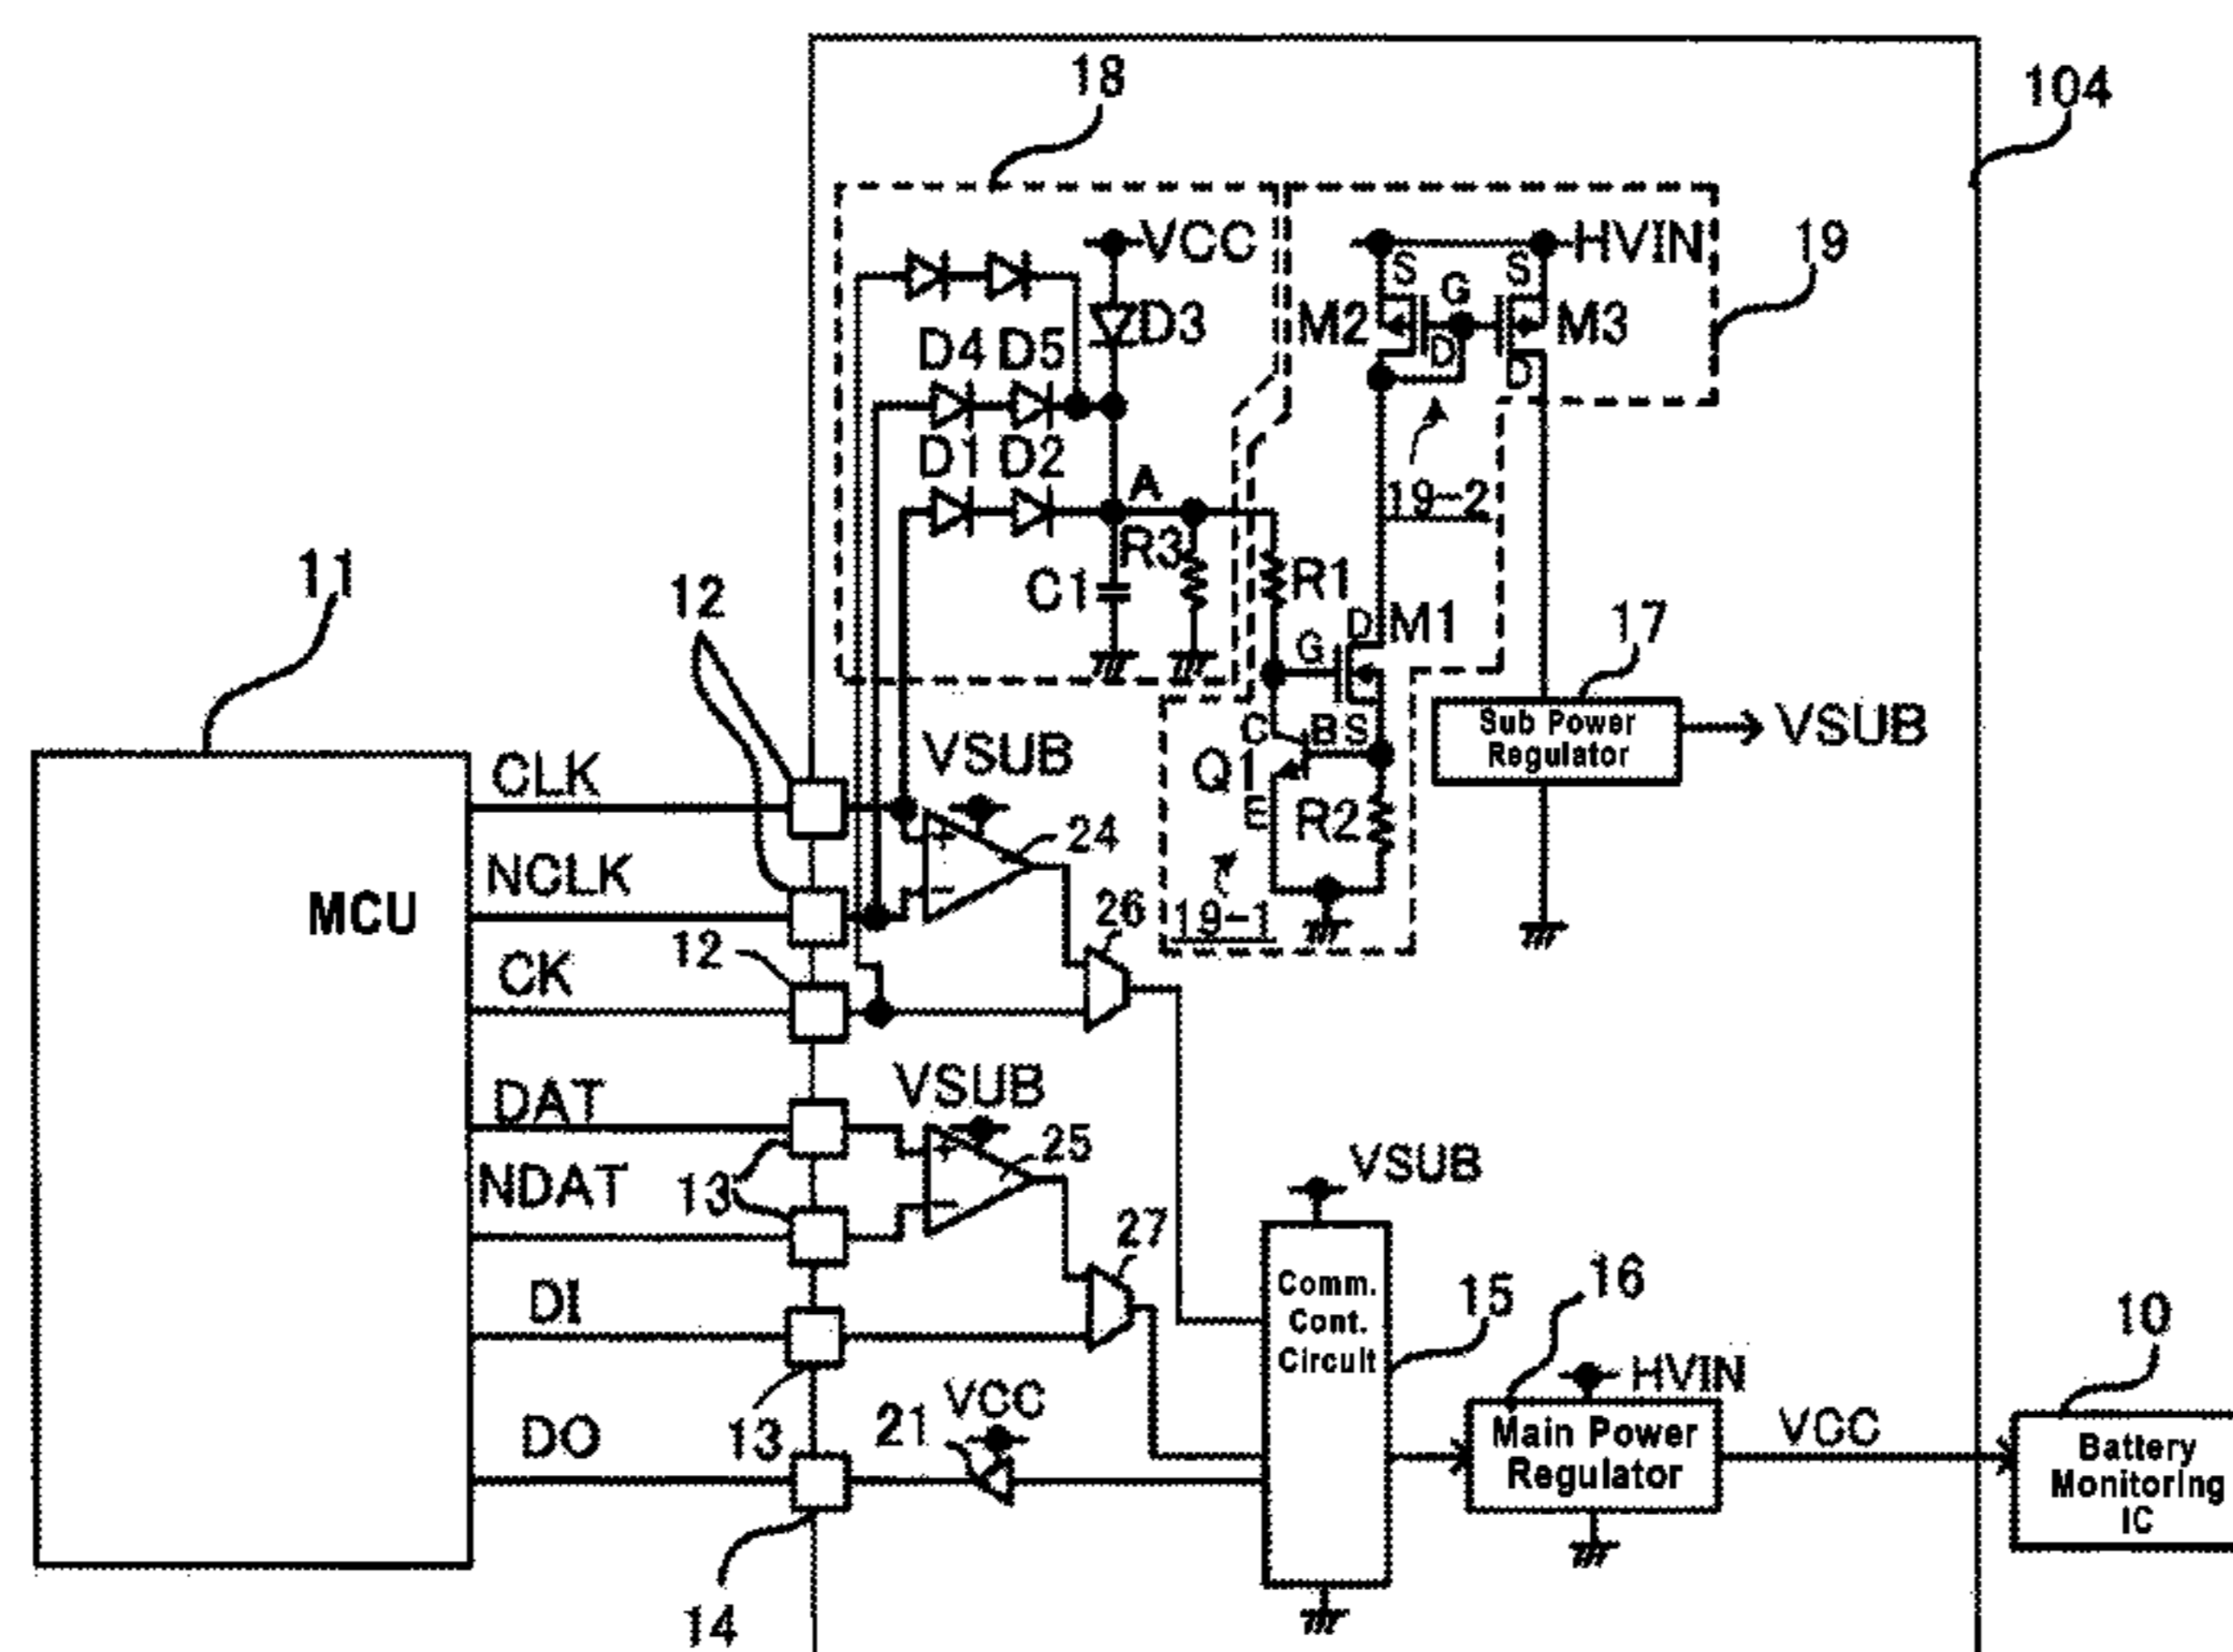 18
104
VCC
HVIN
19
S
S
G
M2
M3
D3
D
D
D4 D5
D1 D2
A
19-2
R3
R1
11
12
C1
D
M1
17
G
C
B
S
Sub Power
Regulator
VSUB
VSUB
CLK
Q1
E
R2
24
NCLK
26
19-1
MCU
12
CK
VSUB
DAT
25
VSUB
NDAT
13
27
DI
Comm.
Cont.
Circuit
15
16
10
HVIN
13
VCC
21
DO
Main Power
Regulator
VCC
Battery
Monitoring
IC
14